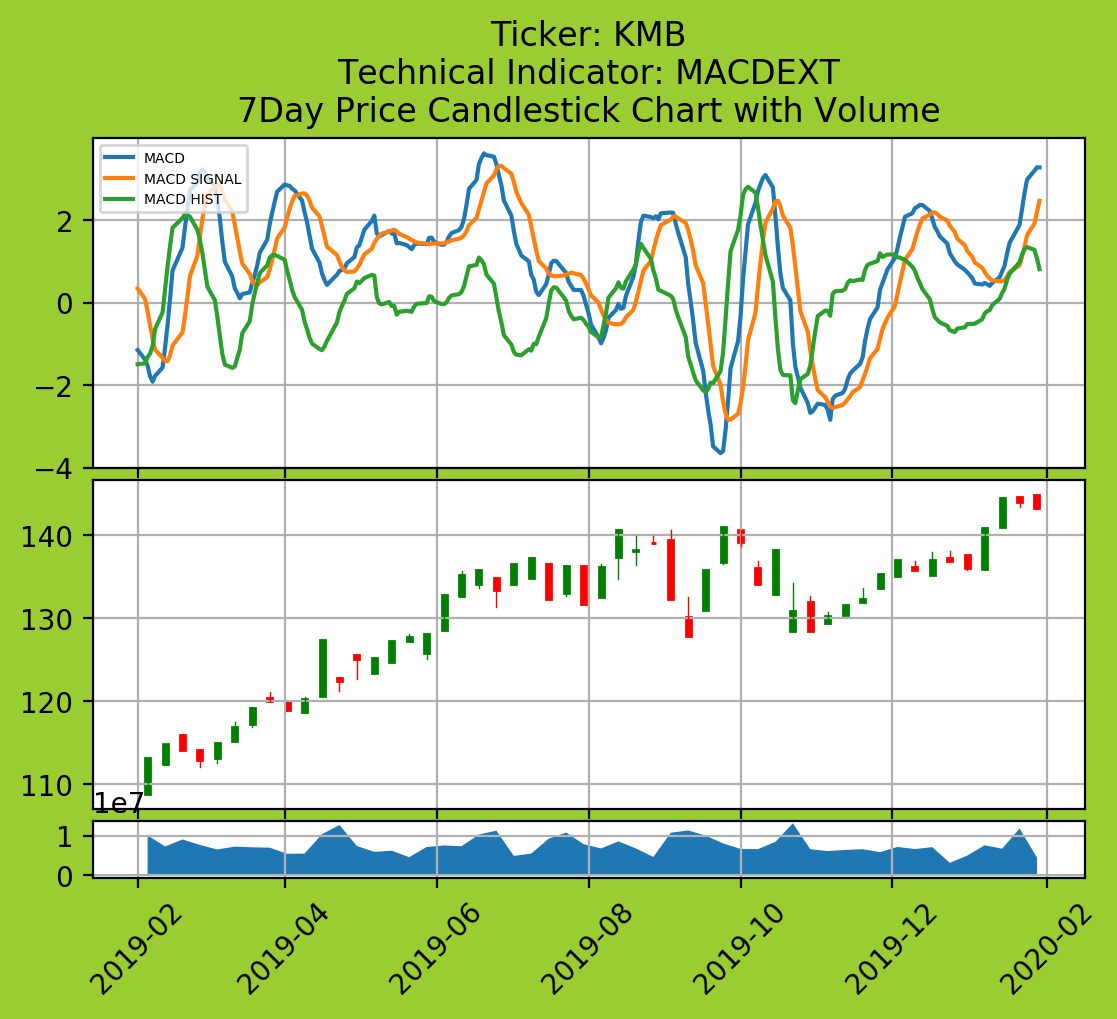 Ticker: KMB
Technical Indicator: MACDEXT
7Day Price Candlestick Chart with Volume
MACD
MACD SIGNAL
MACD HIST
2
0
−2
−4
140
130
120
110
1e7
1
0
2019-02
2019-04
2019-06
2019-08
2019-10
2019-12
2020-02